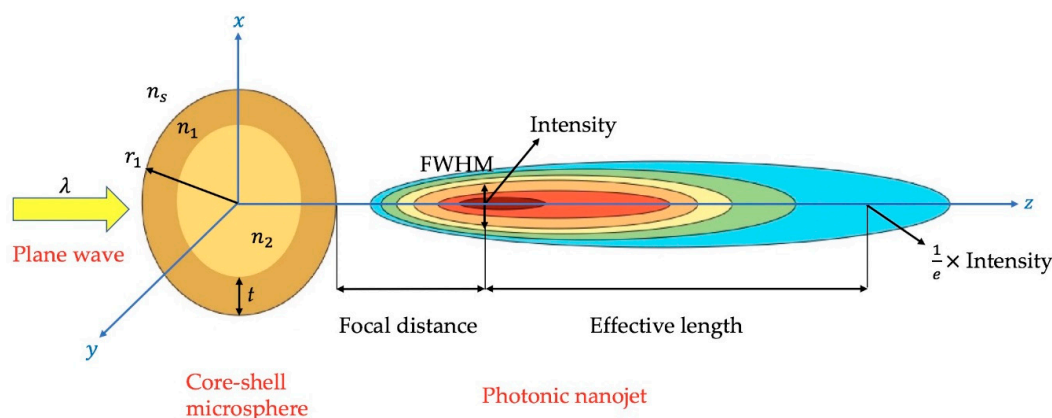 x
n_s
n_1
r_1
λ
Plane wave
n_2
t
y
Core-shell
microsphere
Intensity
FWHM
z
1/e × Intensity
Focal distance
Effective length
Photonic nanojet